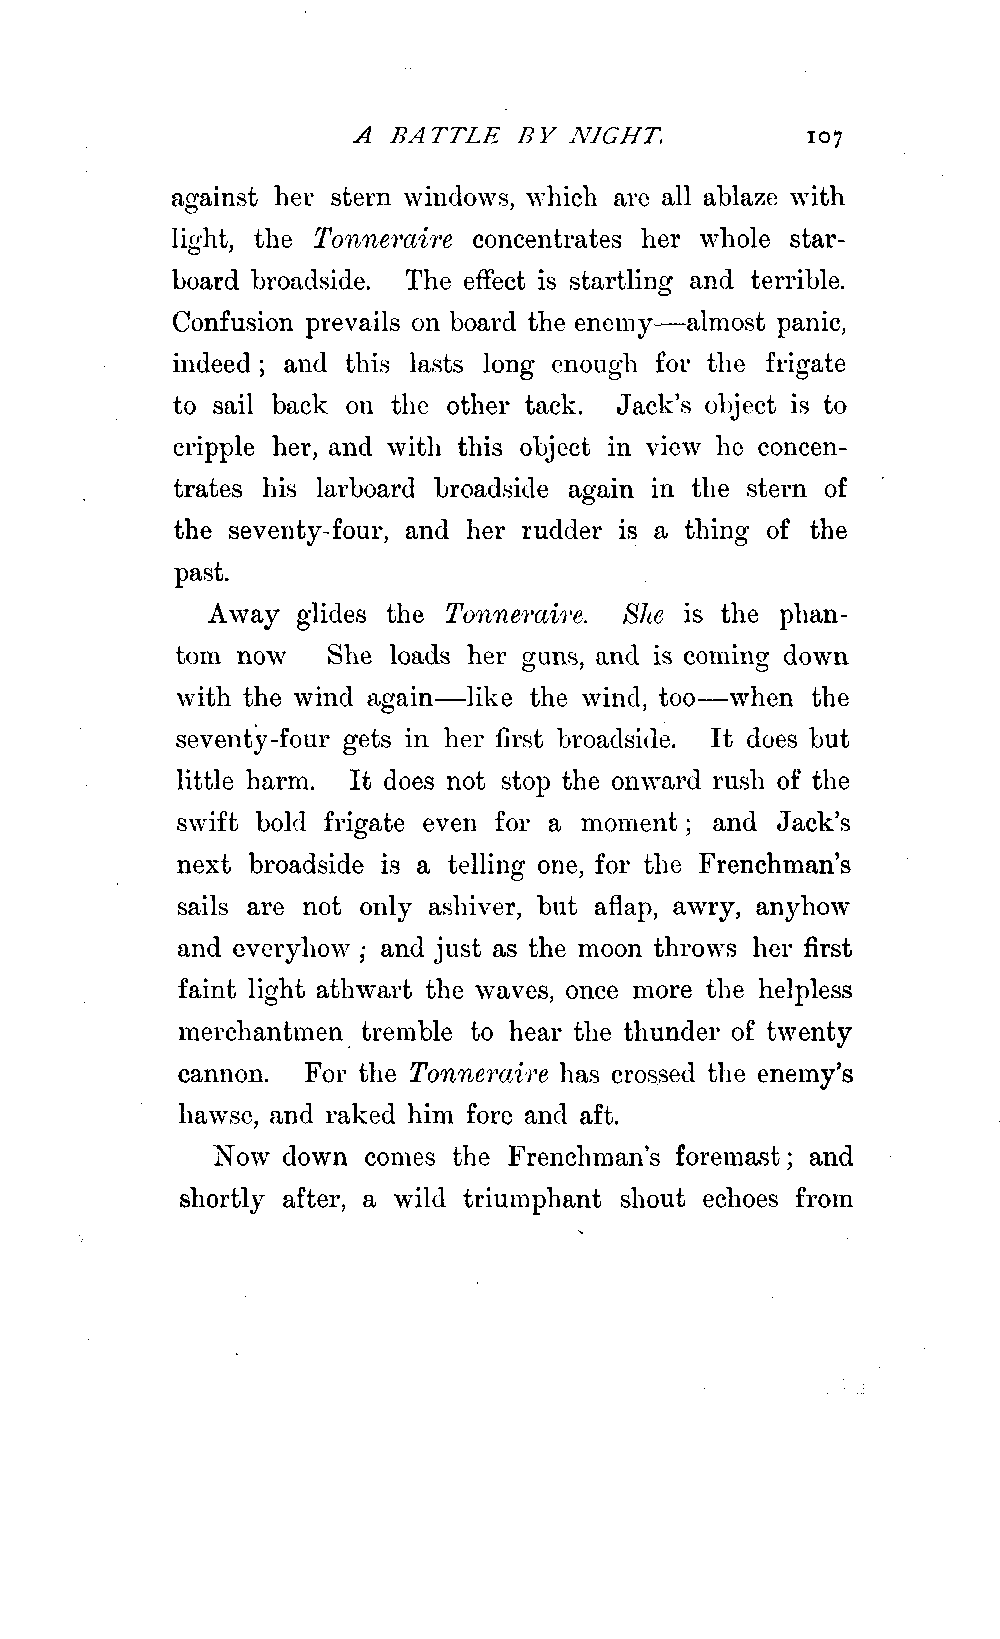 A BATTLE BY NIGHT. 107
against her stern windows, which are all ablaze with
light, the Tonneraire concentrates her whole star-
board broadside. The effect is startling and terrible.
Confusion prevails on board the enemy—almost panic,
indeed; and this lasts long enough for the frigate
to sail back on the other tack. Jack's object is to
cripple her, and with this object in view he concen-
trates his larboard broadside again in the stern of
the seventy-four, and her rudder is a thing of the
past.
Away glides the Tonneraire. She is the phan-
tom now She loads her guns, and is coming down
with the wind again—like the wind, too—when the
seventy-four gets in her first broadside. It does but
little harm. It does not stop the onward rush of the
swift bold frigate even for a moment; and Jack's
next broadside is a telling one, for the Frenchman's
sails are not only ashiver, but aflap, awry, anyhow
and everyhow; and just as the moon throws her first
faint light athwart the waves, once more the helpless
merchantmen tremble to hear the thunder of twenty
cannon. For the Tonneraire has crossed the enemy's
hawse, and raked him fore and aft.
Now down comes the Frenchman's foremast; and
shortly after, a wild triumphant shout echoes from